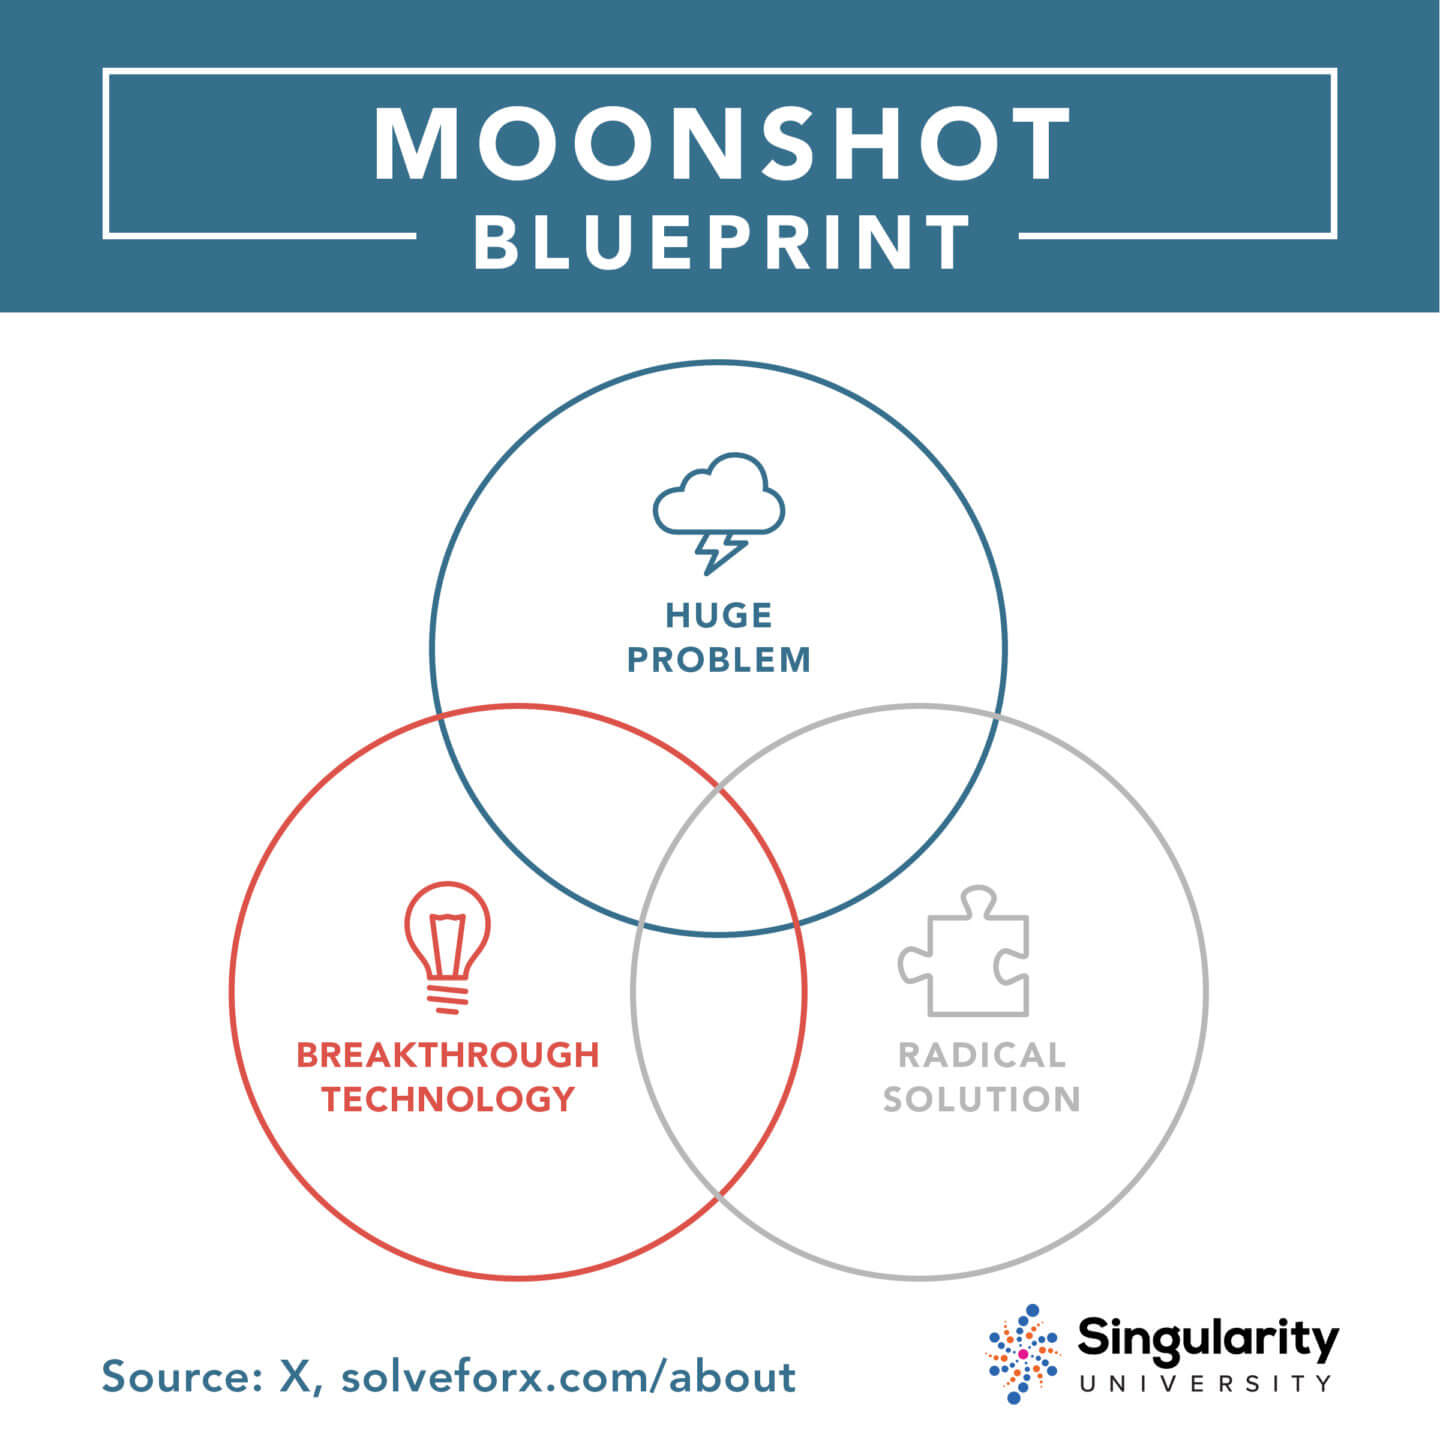 MOONSHOT
BLUEPRINT
HUGE
PROBLEM
BREAKTHROUGH
TECHNOLOGY
RADICAL
SOLUTION
Source: X, solveforx.com/about
Singularity
UNIVERSITY